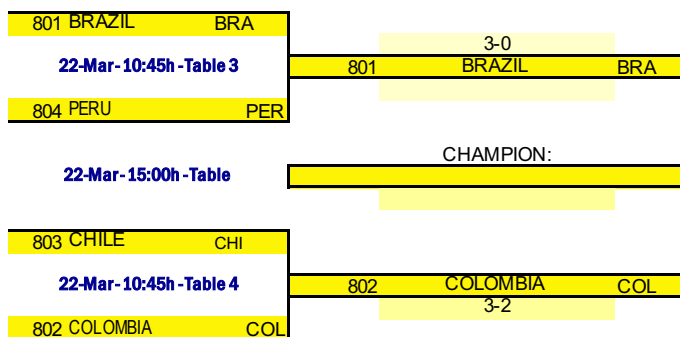 801 BRAZIL BRA
3-0
22-Mar-10:45h-Table 3 801 BRAZIL BRA
804 PERU PER
CHAMPION:
22-Mar-15:00h-Table
803 CHILE CHI
22-Mar-10:45h-Table 4 802 COLOMBIA COL
3-2
802 COLOMBIA COL